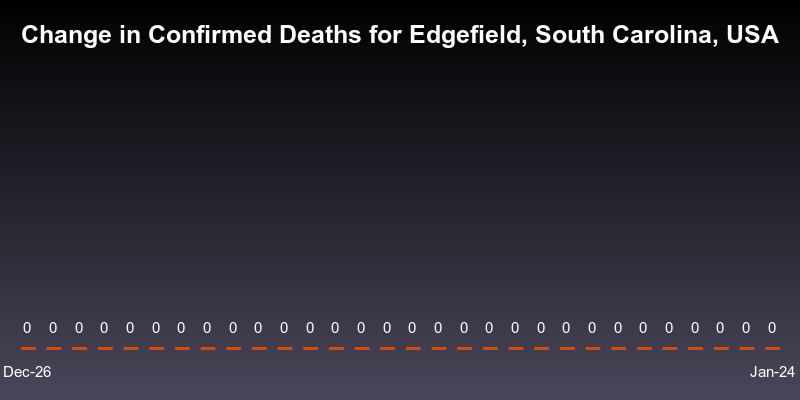 Change in Confirmed Deaths for Edgefield, South Carolina, USA
0 0 0 0 0 0 0 0 0 0 0 0 0 0 0 0 0 0 0 0 0 0 0 0 0 0 0 0 0 0
Dec-26 Jan-24